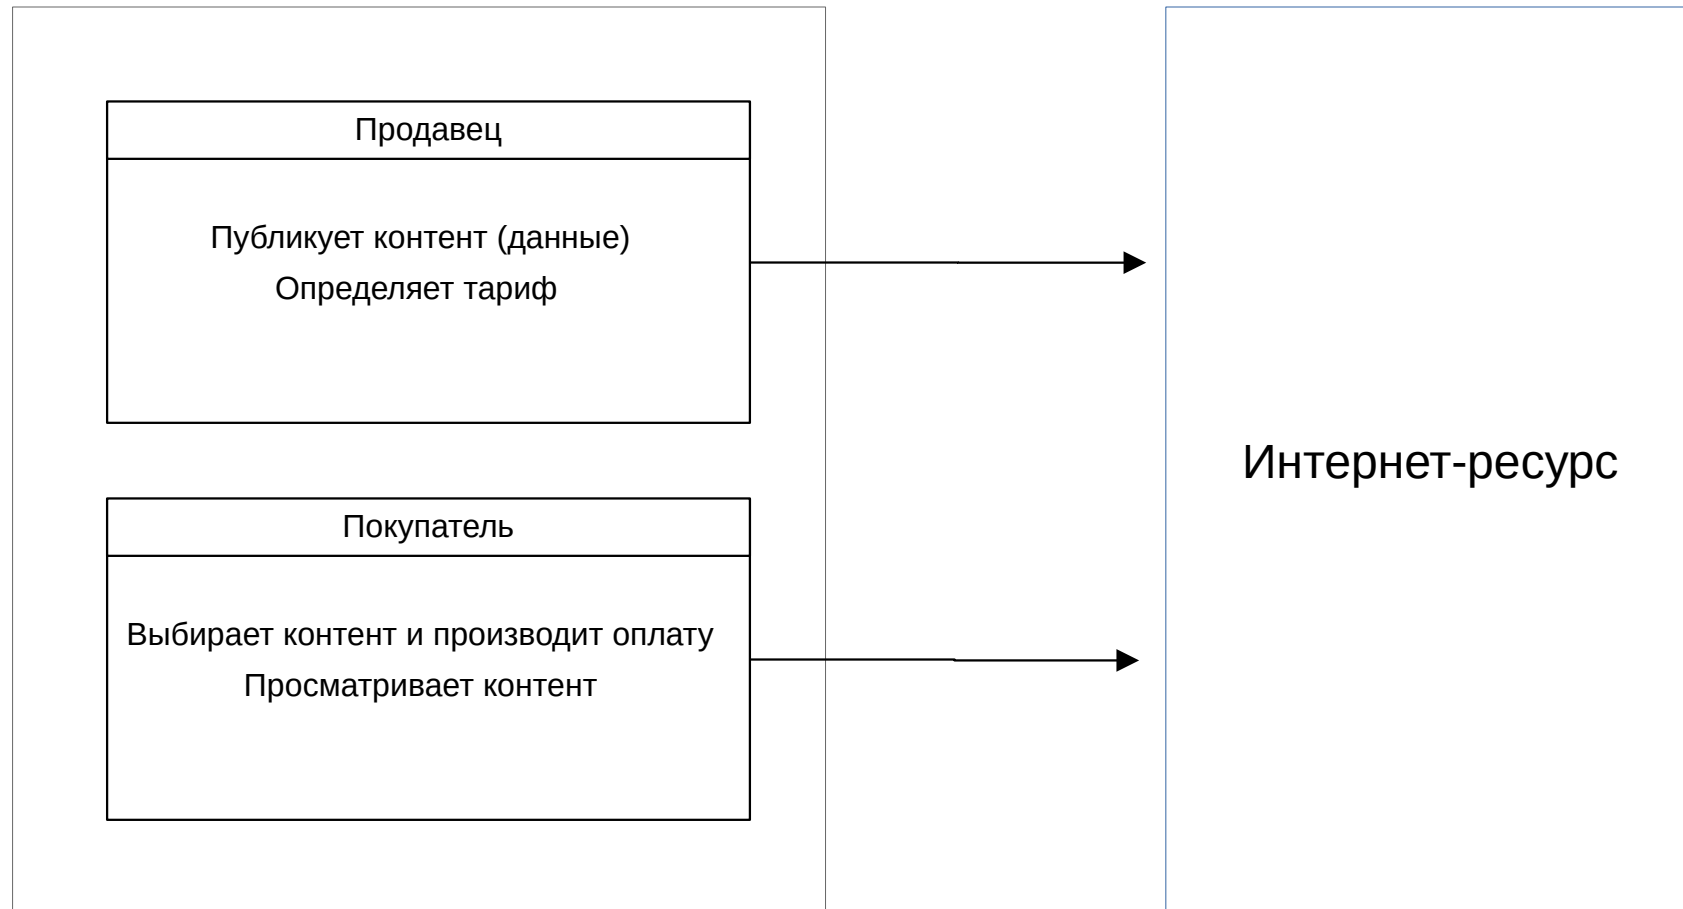 Продавец
Публикует контент (данные)
Определяет тариф
Покупатель
Выбирает контент и производит оплату
Просматривает контент
Интернет-ресурс